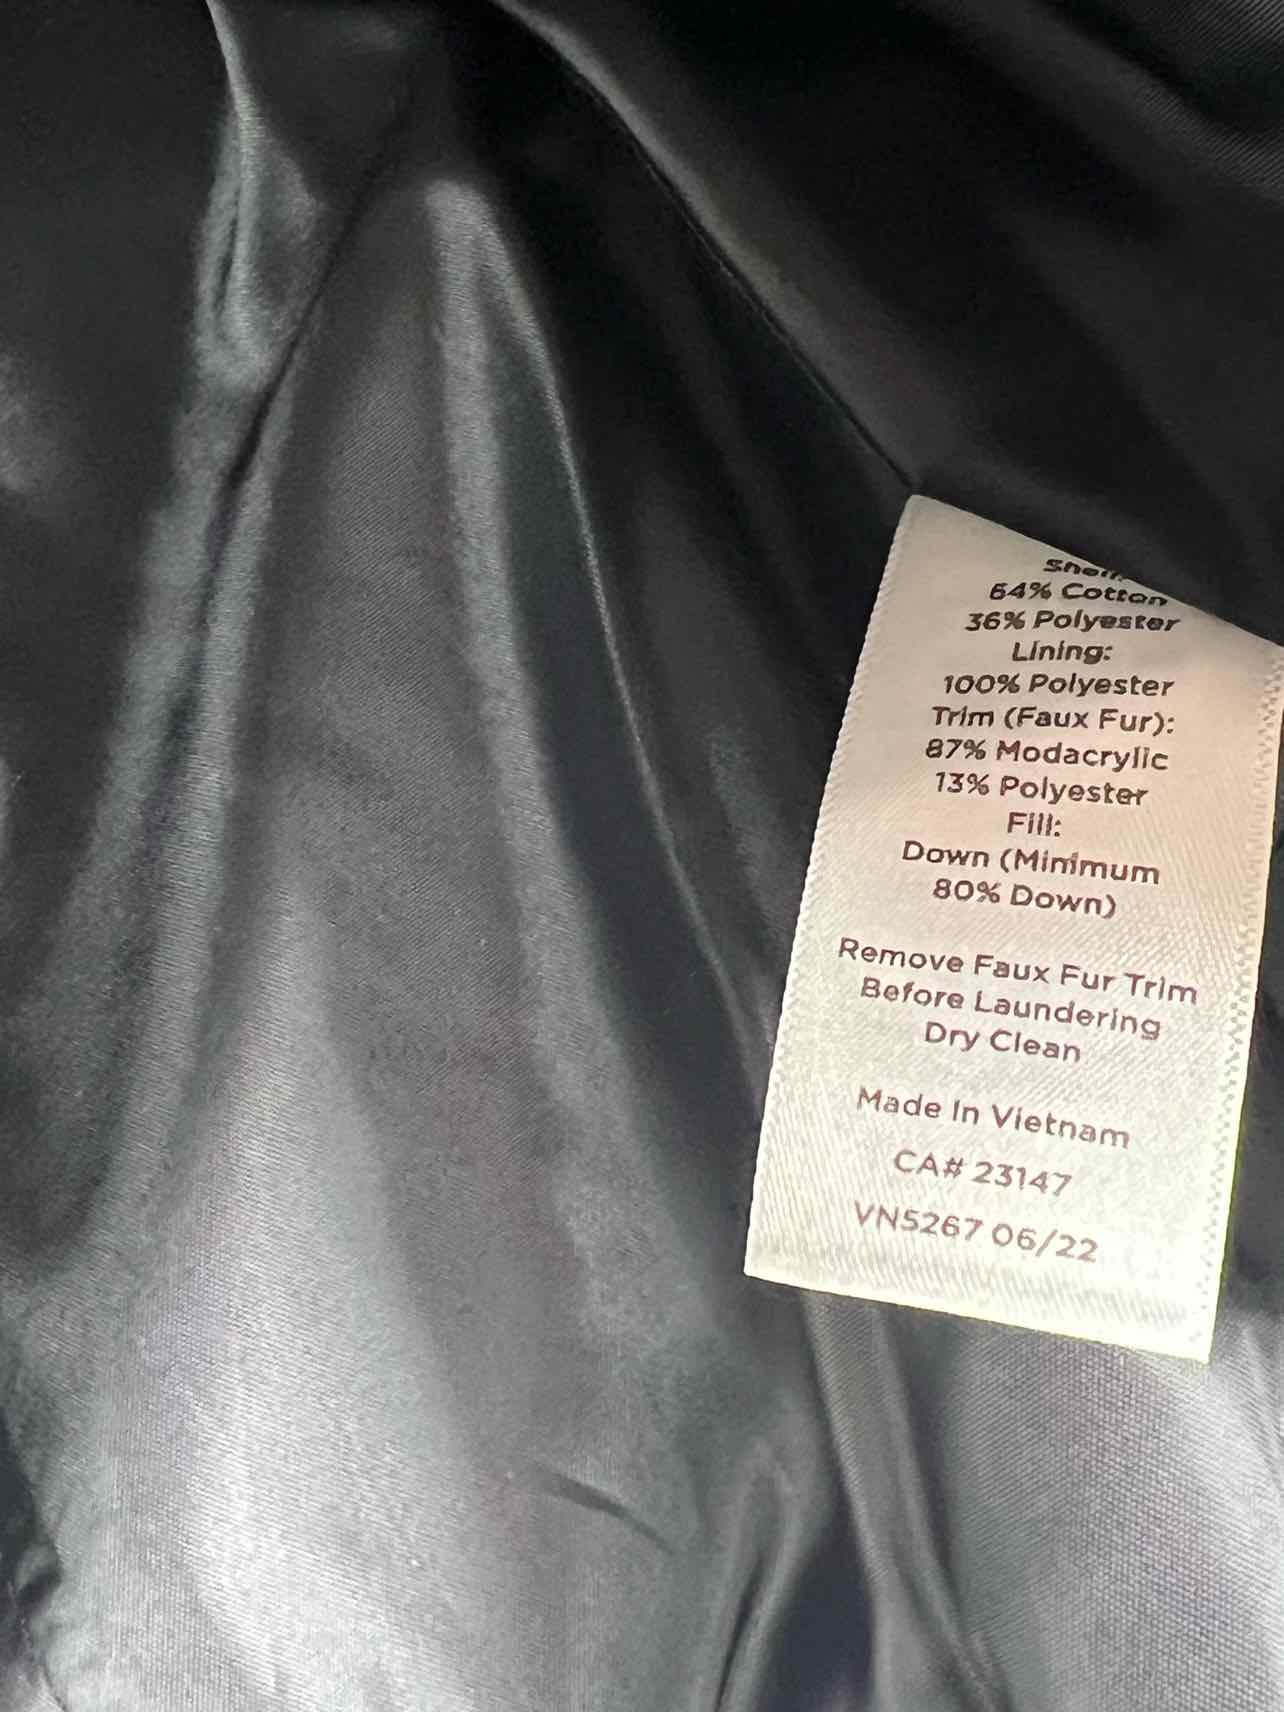 Shell:
64% Cotton
36% Polyester
Lining:
100% Polyester
Trim (Faux Fur):
87% Modacrylic
13% Polyester
Fill:
Down (Minimum
80% Down)
Remove Faux Fur Trim
Before Laundering
Dry Clean
Made In Vietnam
CA# 23147
VN5267 06/22